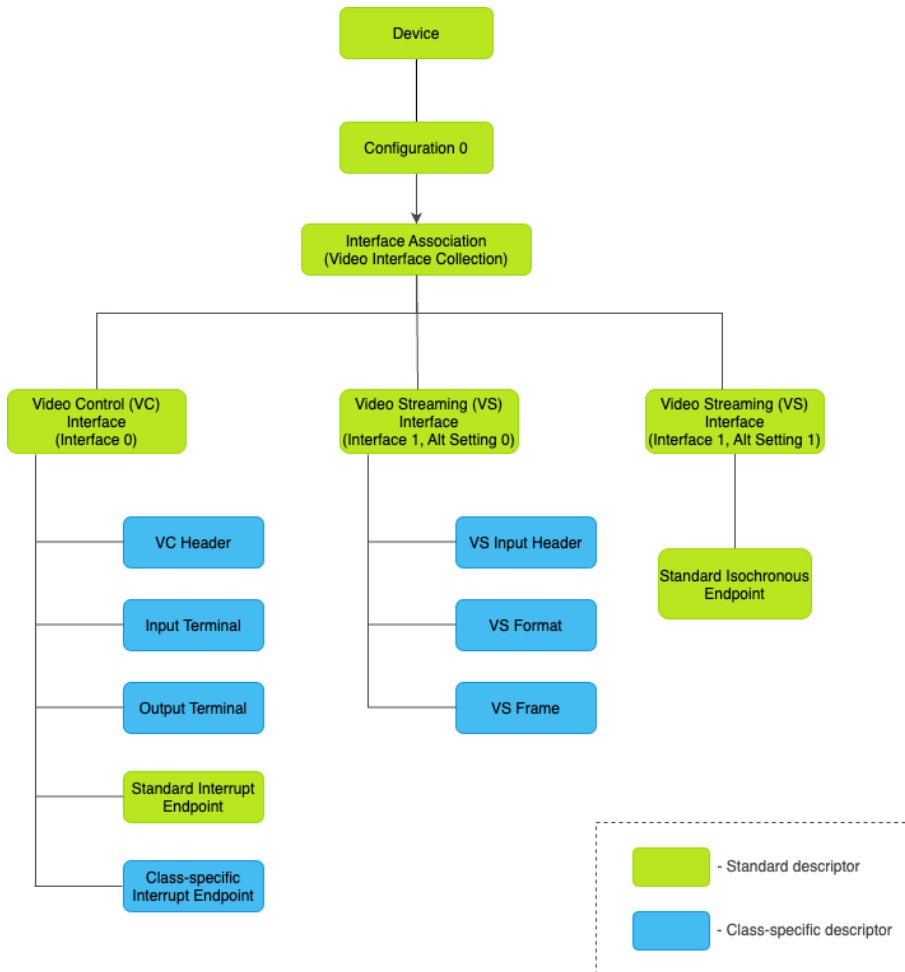 Device
Configuration 0
Interface Association
(Video Interface Collection)
Video Control (VC)
Interface
(Interface 0)
Video Streaming (VS)
Interface
(Interface 1, Alt Setting 0)
Video Streaming (VS)
Interface
(Interface 1, Alt Setting 1)
VC Header
Input Terminal
Output Terminal
Standard Interrupt
Endpoint
Class-specific
Interrupt Endpoint
VS Input Header
VS Format
VS Frame
Standard Isochronous
Endpoint
- Standard descriptor
- Class-specific descriptor